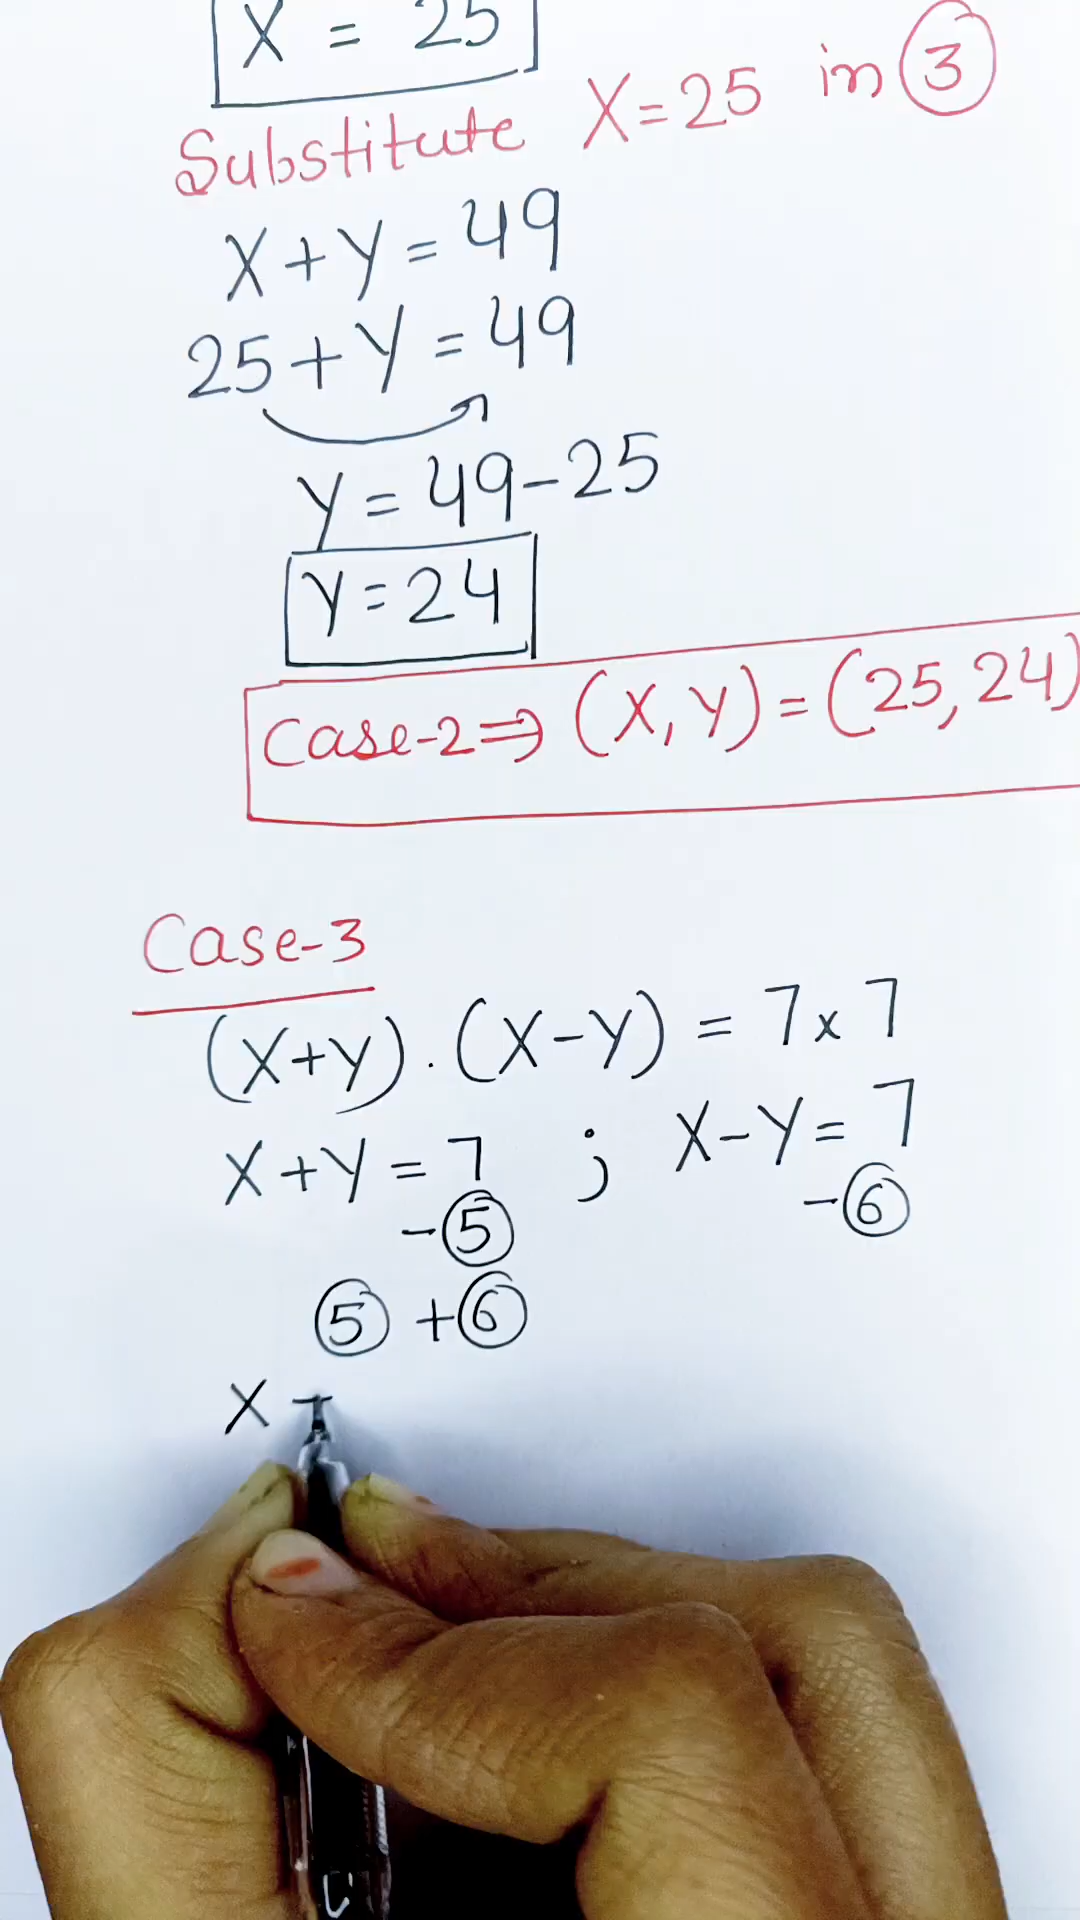 X = 25
Substitute X=25 in ③
X+Y=49
25+Y=49
Y=49-25
Y=24
Case-2⇒(X,Y)=(25,24)
Case-3
(X+Y).(X-Y)=7x7
X+Y=7 ; X-Y=7
-⑤ -⑥
⑤+⑥
X